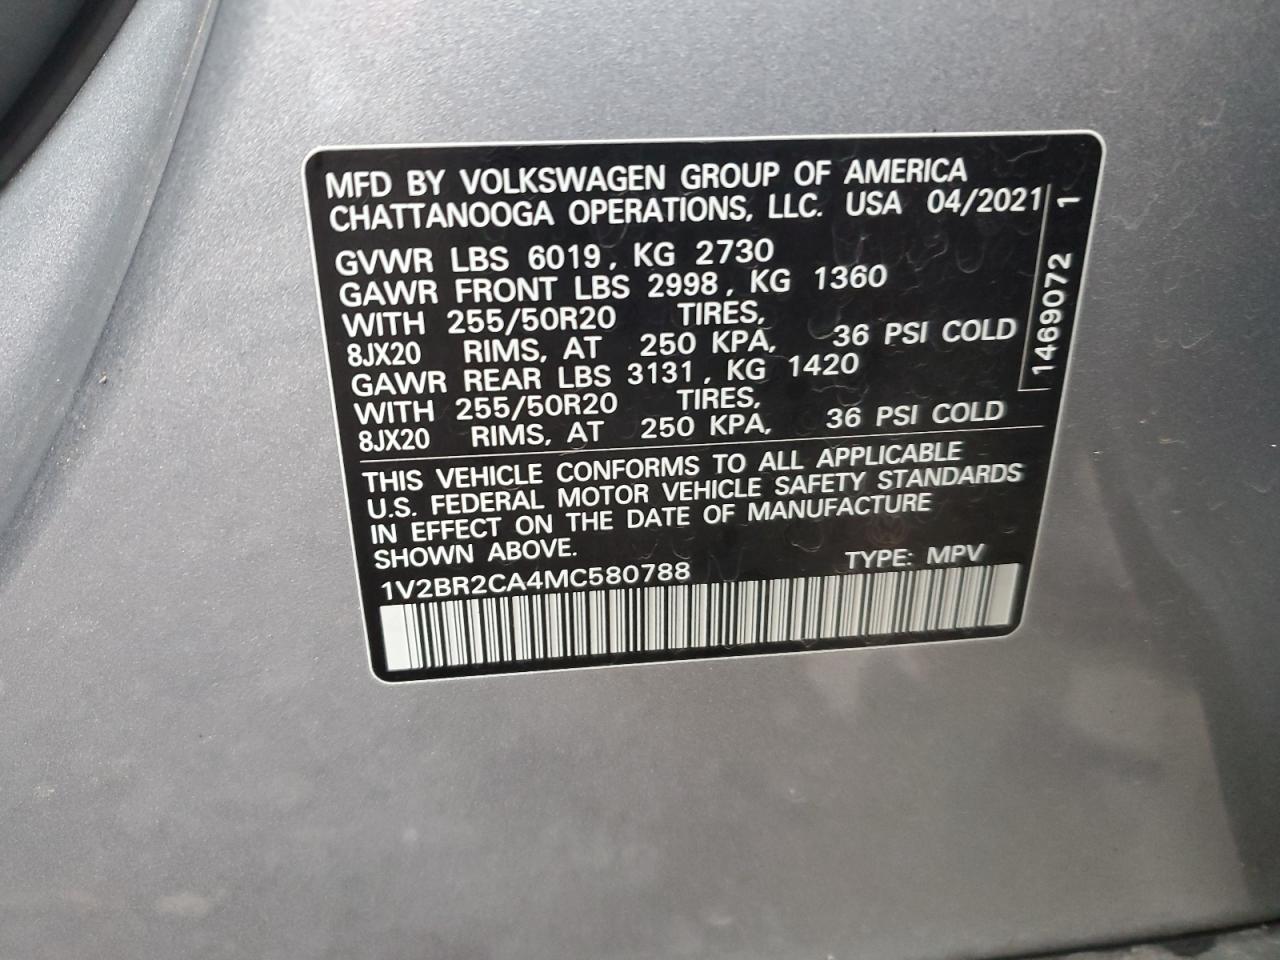 MFD BY VOLKSWAGEN GROUP OF AMERICA
CHATTANOOGA OPERATIONS, LLC. USA 04/2021
GVWR LBS 6019, KG 2730
GAWR FRONT LBS 2998, KG 1360
WITH 255/50R20 TIRES,
8JX20 RIMS, AT 250 KPA, 36 PSI COLD
GAWR REAR LBS 3131, KG 1420
WITH 255/50R20 TIRES,
8JX20 RIMS, AT 250 KPA, 36 PSI COLD
THIS VEHICLE CONFORMS TO ALL APPLICABLE
U.S. FEDERAL MOTOR VEHICLE SAFETY STANDARDS
IN EFFECT ON THE DATE OF MANUFACTURE
SHOWN ABOVE.
1V2BR2CA4MC580788 TYPE: MPV
1469072 1